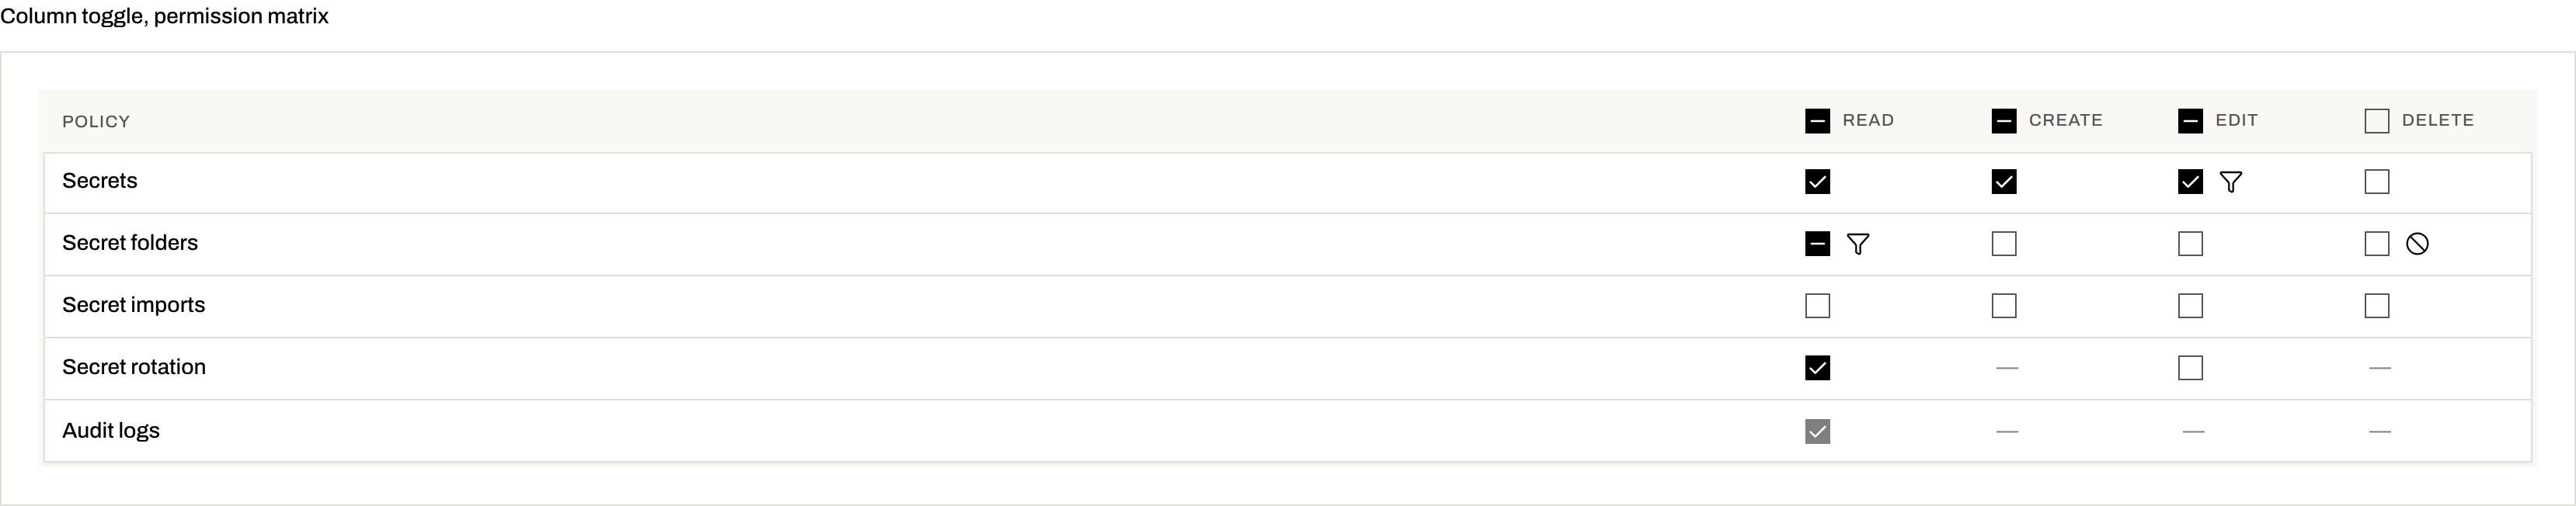 Column toggle, permission matrix
POLICY READ CREATE EDIT DELETE
Secrets
Secret folders
Secret imports
Secret rotation — —
Audit logs — — —